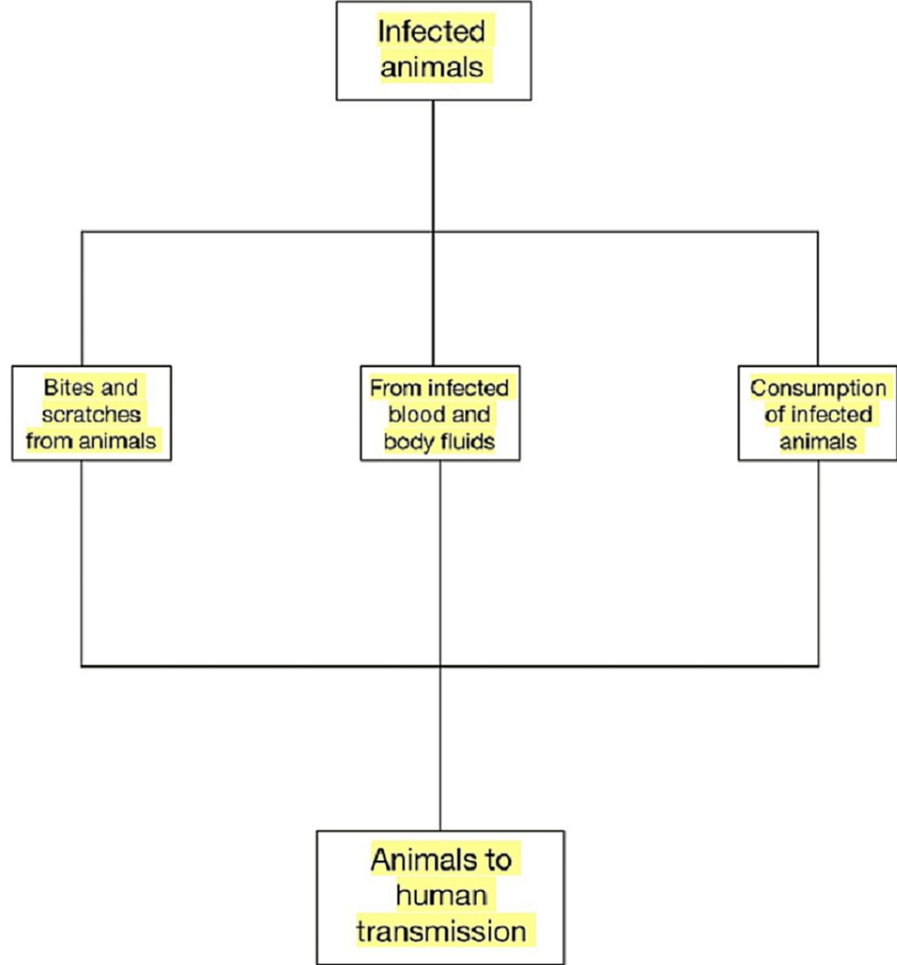 Infected
animals
Bites and
scratches
from animals
From infected
blood and
body fluids
Consumption
of infected
animals
Animals to
human
transmission